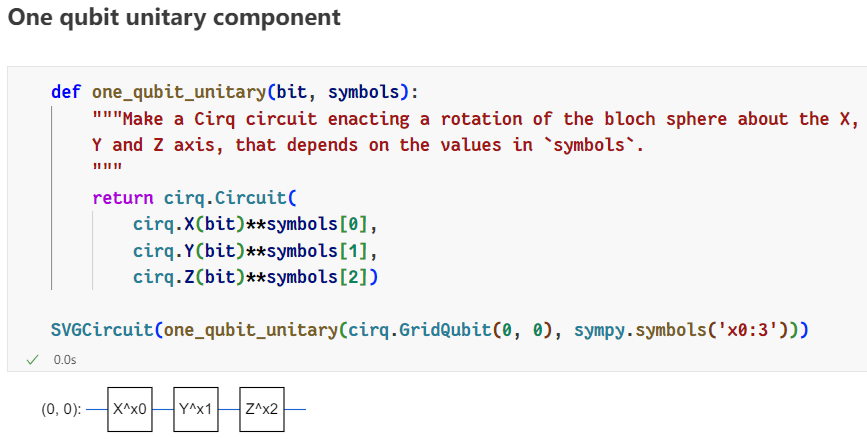 One qubit unitary component
def one_qubit_unitary(bit, symbols):
    """Make a Cirq circuit enacting a rotation of the bloch sphere about the X,
    Y and Z axis, that depends on the values in `symbols`.
    """
    return cirq.Circuit(
        cirq.X(bit)**symbols[0],
        cirq.Y(bit)**symbols[1],
        cirq.Z(bit)**symbols[2])
SVGCircuit(one_qubit_unitary(cirq.GridQubit(0, 0), sympy.symbols('x0:3')))
✓ 0.0s
(0, 0): X^x0 Y^x1 Z^x2